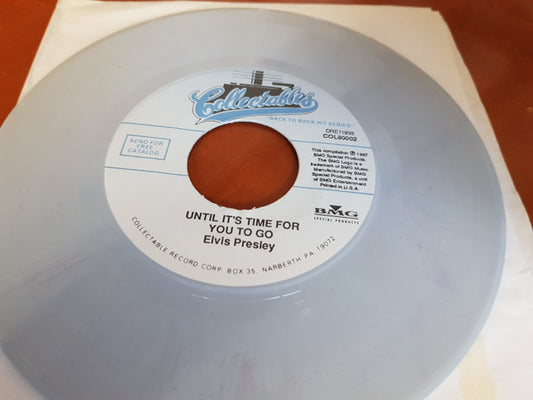 Collectables
"BACK TO BACK HIT SERIES"
DRE11935
COL80002
SEND FOR
FREE
CATALOG
This compilation ℗ 1997
BMG Special Products.
The BMG Logo is a
trademark of BMG Music.
Manufactured by BMG
Special Products, a unit
of BMG Entertainment
Printed in U.S.A.
BMG
SPECIAL PRODUCTS
UNTIL IT'S TIME FOR
YOU TO GO
Elvis Presley
COLLECTABLE RECORD CORP. BOX 35, NARBERTH PA. 19072